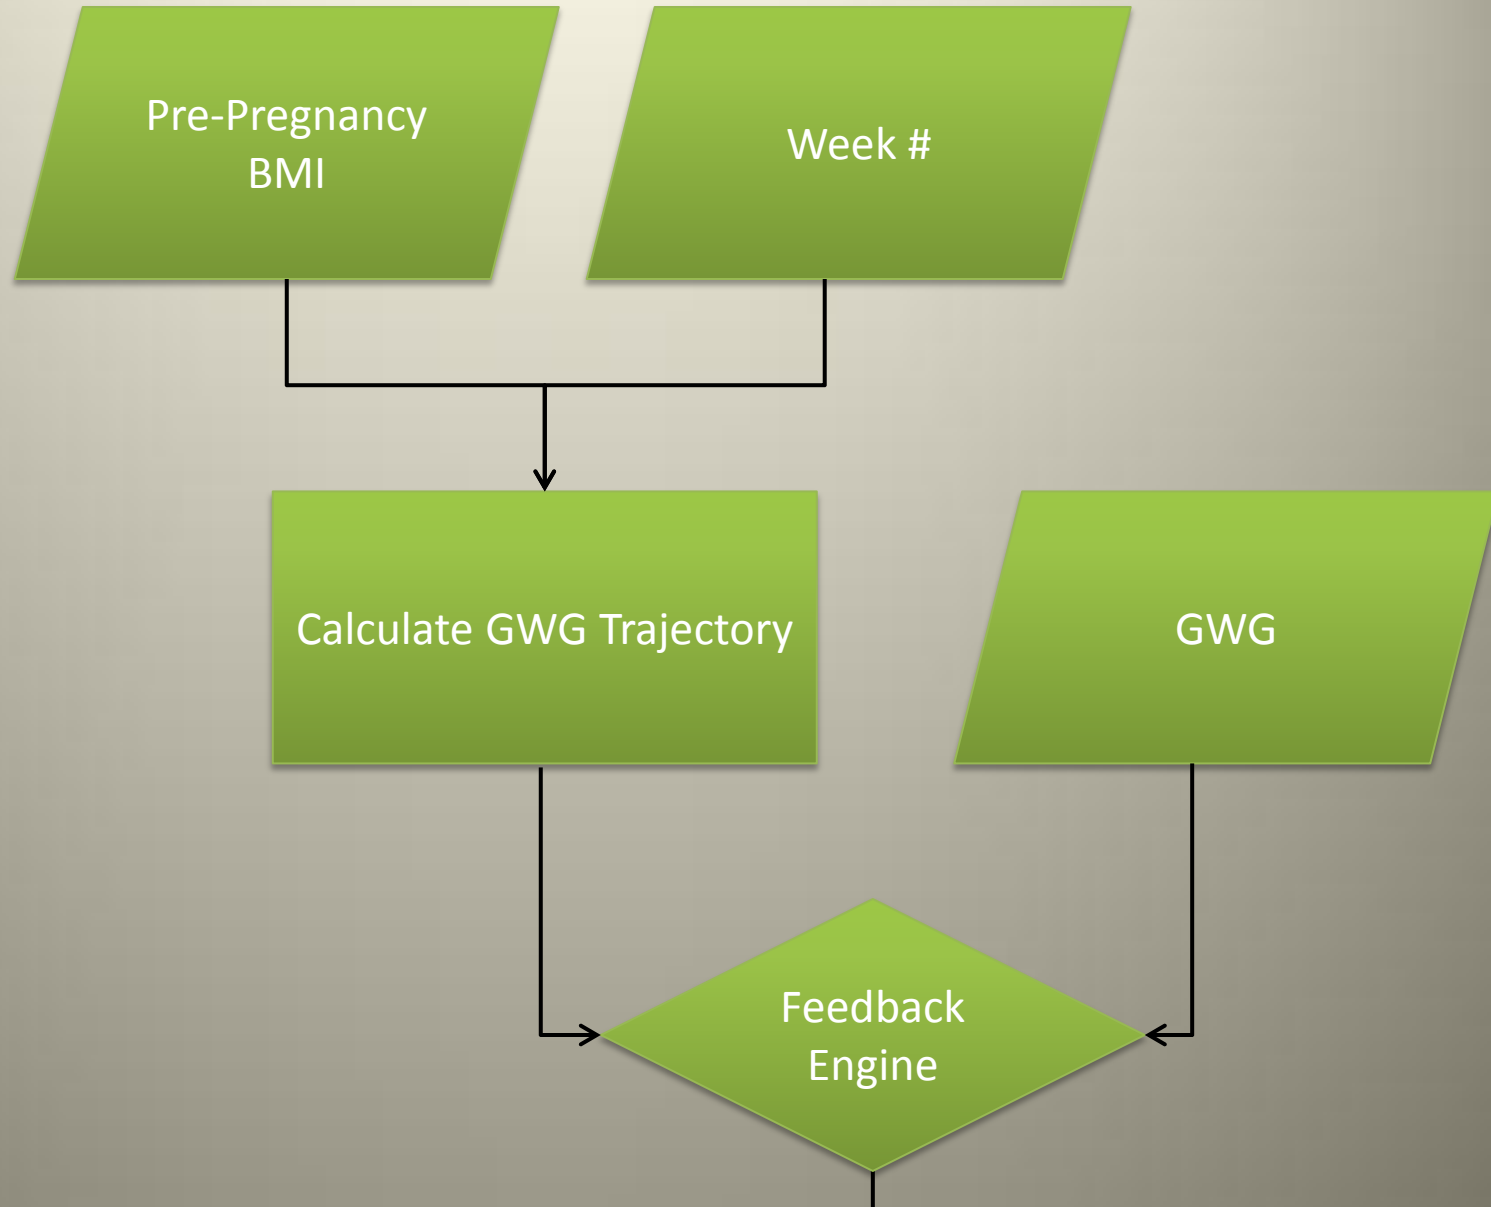 Pre-Pregnancy
BMI
Week #
Calculate GWG Trajectory
GWG
Feedback
Engine